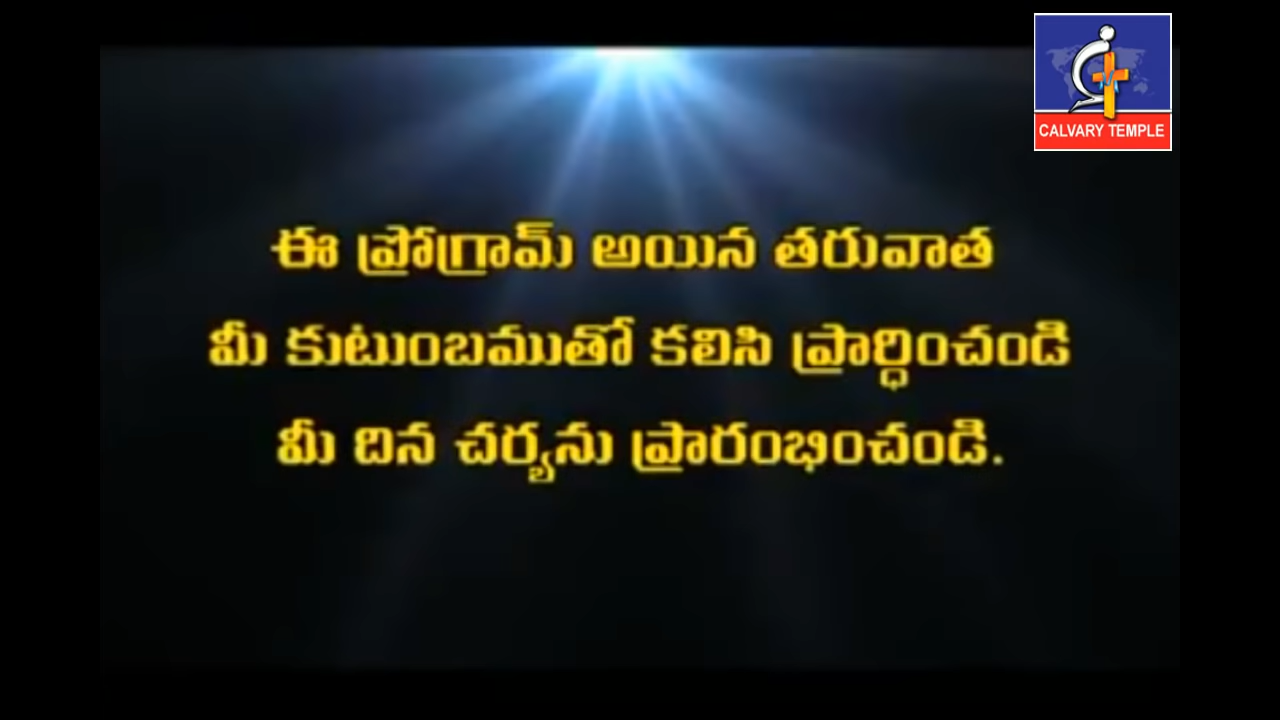 CALVARY TEMPLE
ఈ ప్రోగ్రామ్ అయిన తరువాత
మీ కుటుంబముతో కలిసి ప్రార్ధించండి
మీ దిన చర్యను ప్రారంభించండి.